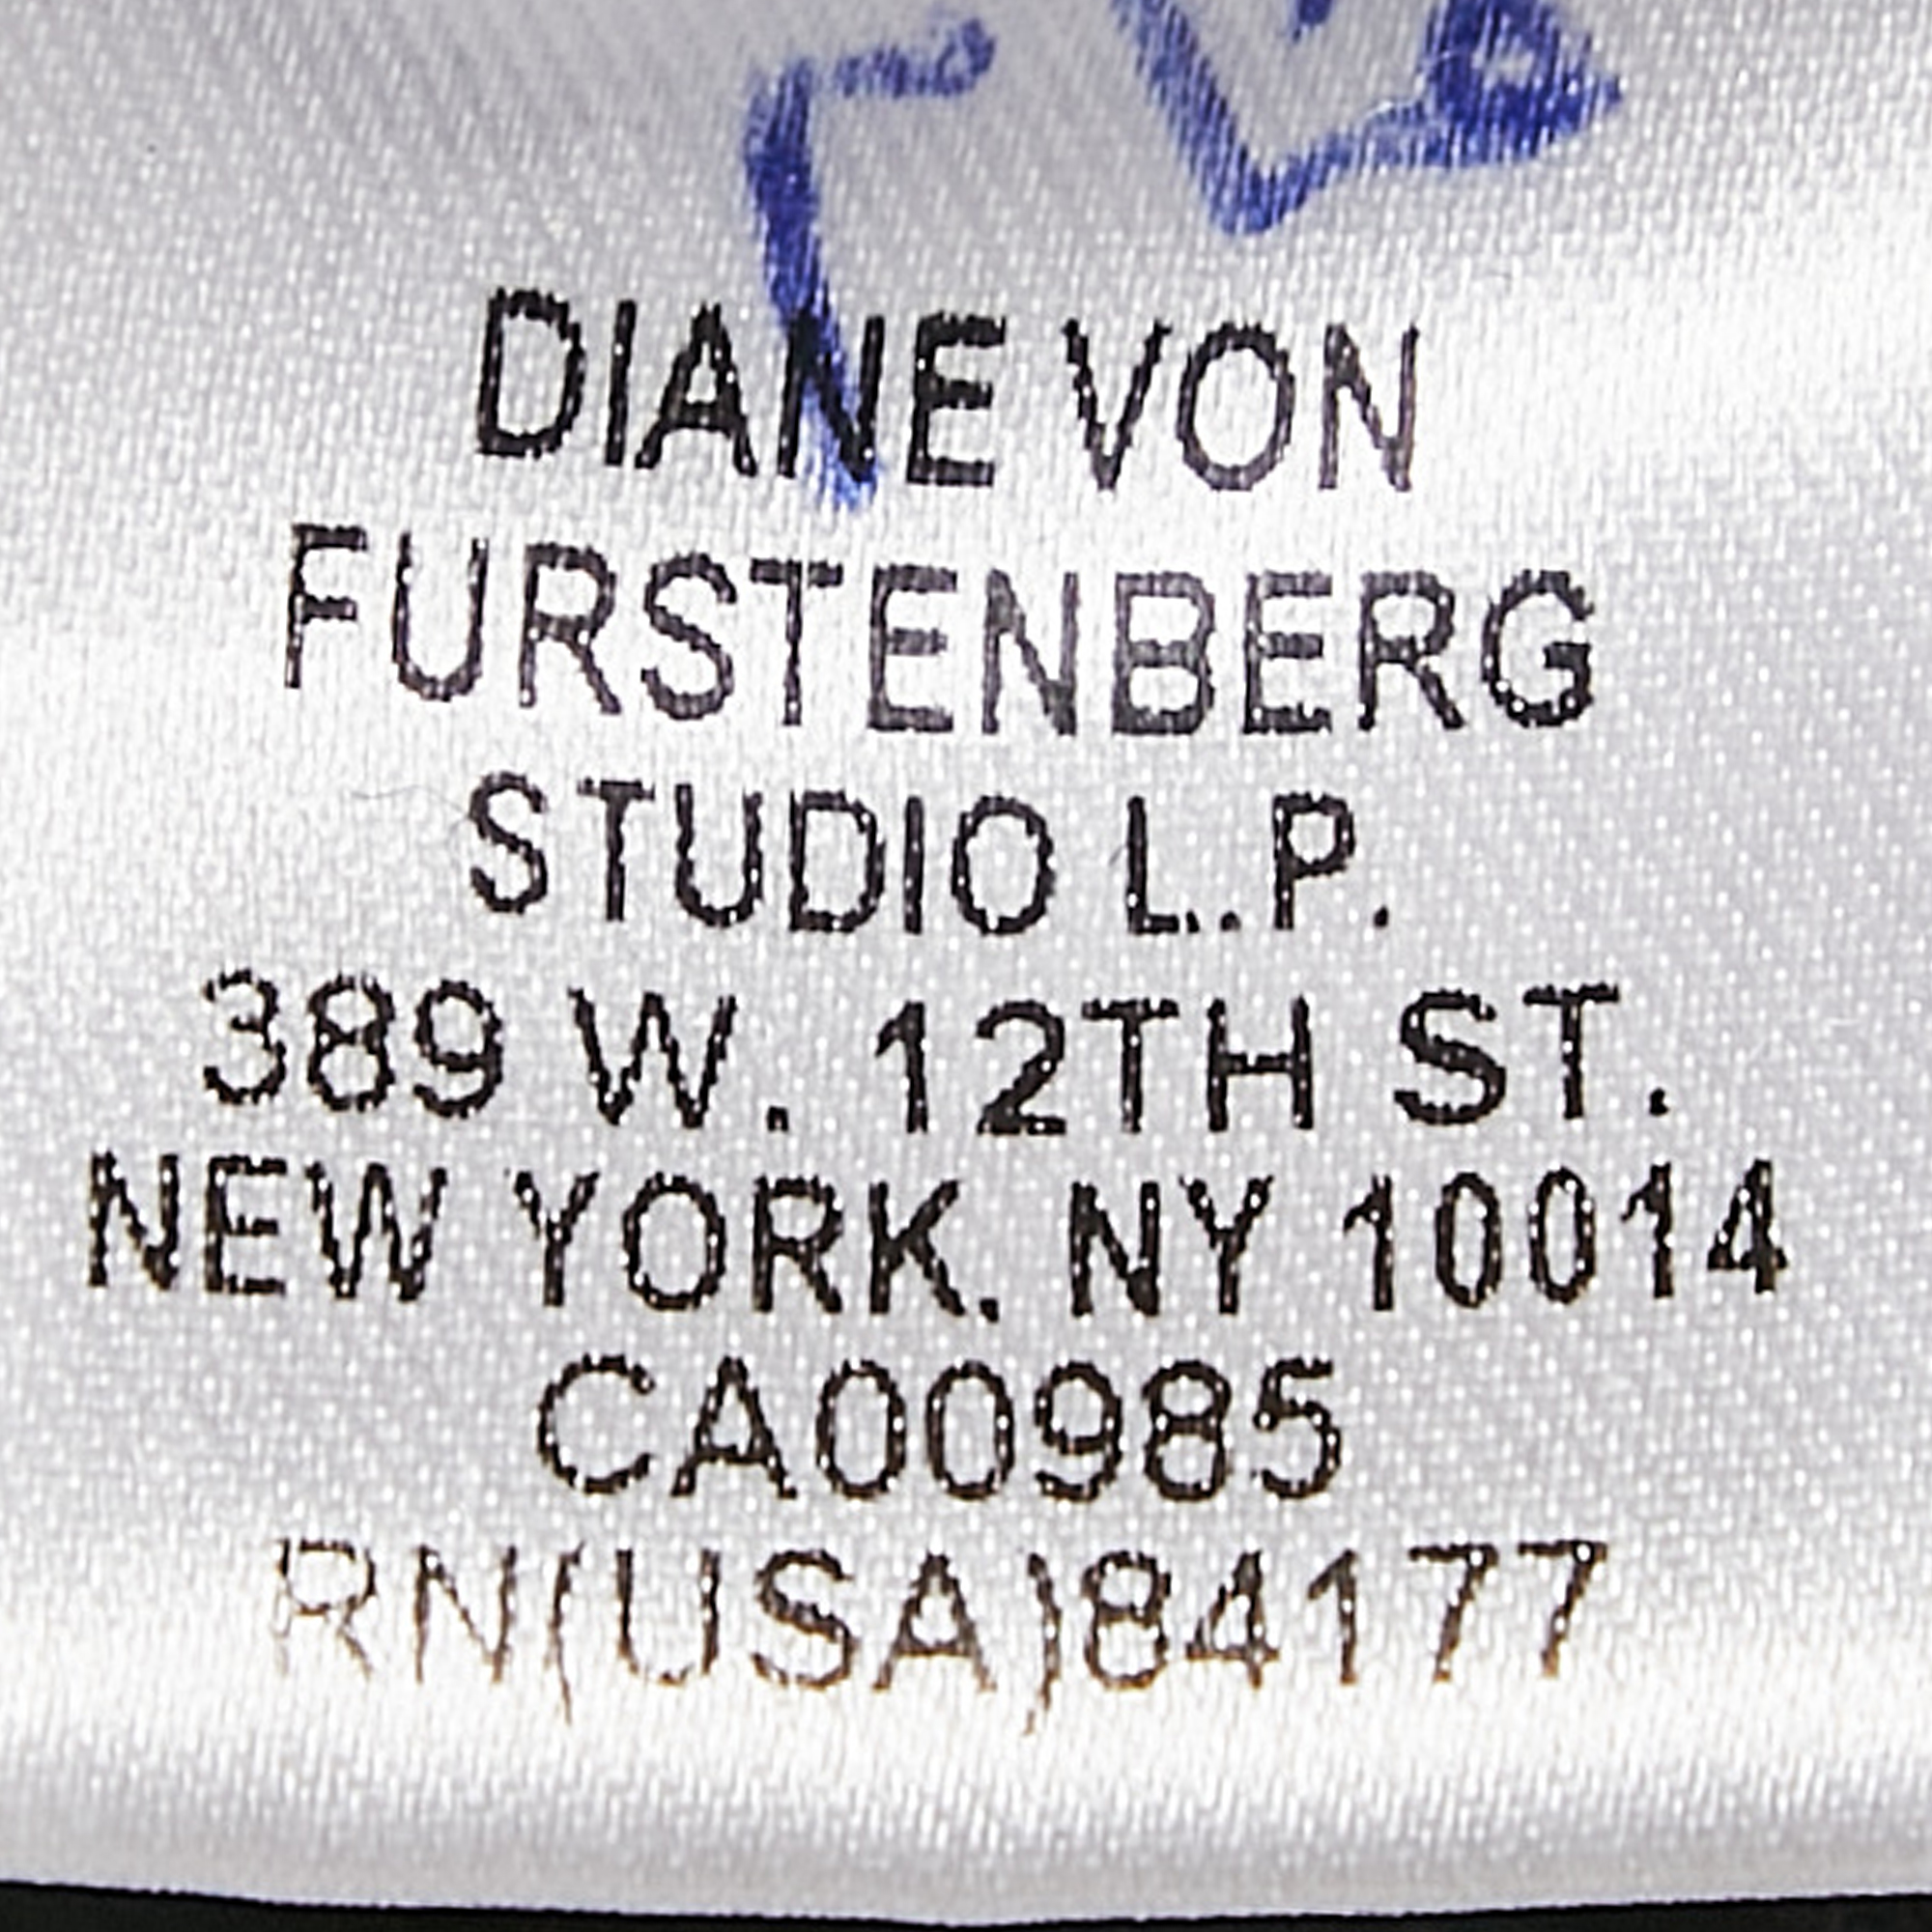 DIANE VON
FURSTENBERG
STUDIO L.P.
389 W. 12TH ST.
NEW YORK, NY 10014
CA00985
RN(USA)84177